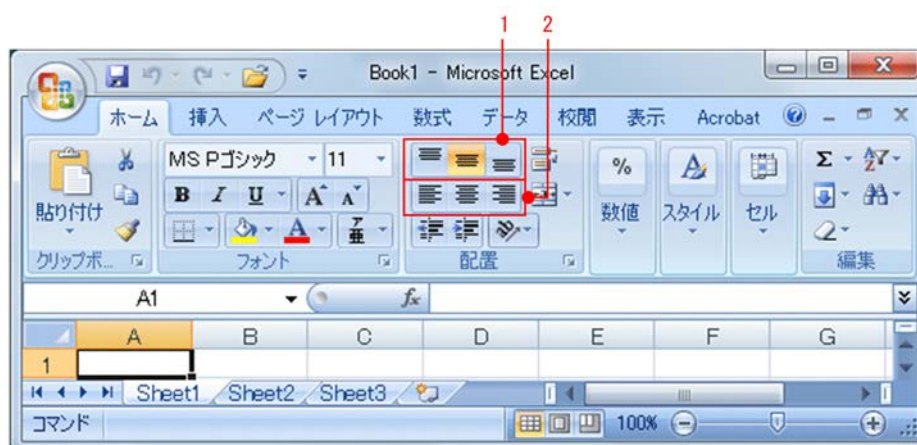 1 2
Book1 - Microsoft Excel
ホーム 挿入 ページ レイアウト 数式 データ 校閲 表示 Acrobat
MS Pゴシック 11 % Σ
貼り付け B I U A A 数値 スタイル セル
A ア亜
クリップボ... フォント 配置 編集
A1 fx
A B C D E F G
1
Sheet1 Sheet2 Sheet3
コマンド 100%